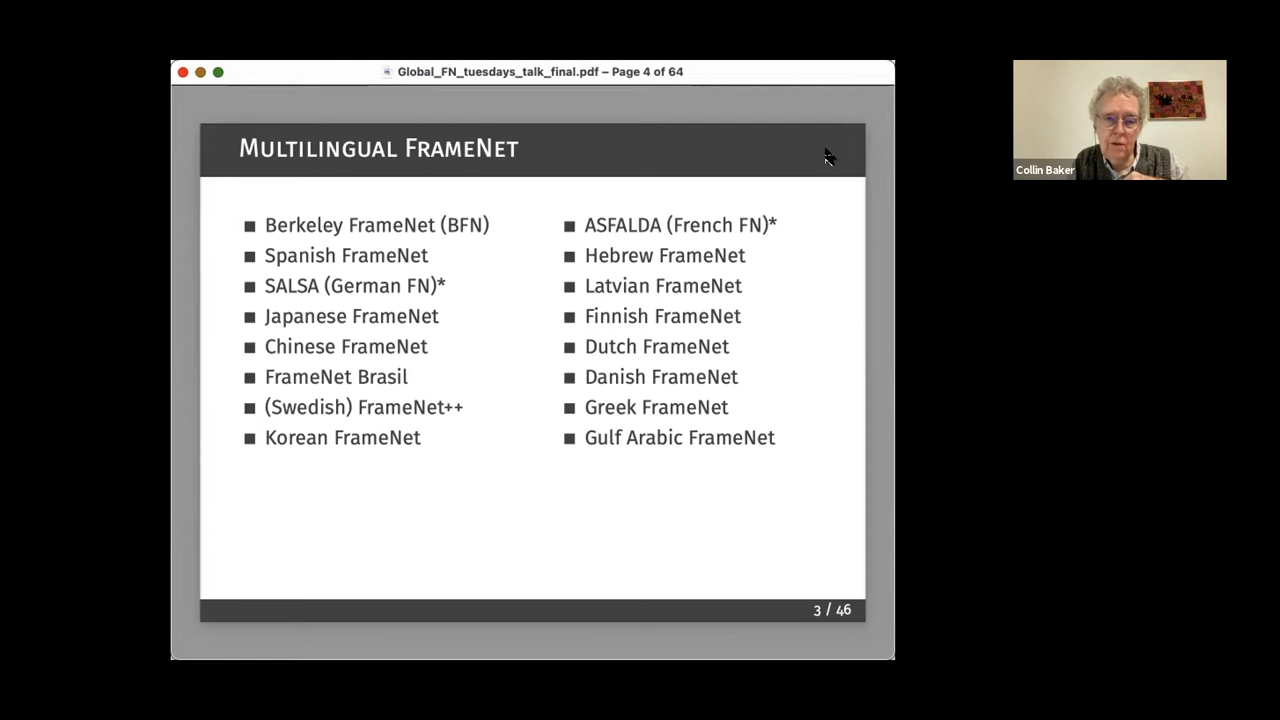 Global_FN_tuesdays_talk_final.pdf – Page 4 of 64
Multilingual FrameNet
Berkeley FrameNet (BFN)
Spanish FrameNet
SALSA (German FN)*
Japanese FrameNet
Chinese FrameNet
FrameNet Brasil
(Swedish) FrameNet++
Korean FrameNet
ASFALDA (French FN)*
Hebrew FrameNet
Latvian FrameNet
Finnish FrameNet
Dutch FrameNet
Danish FrameNet
Greek FrameNet
Gulf Arabic FrameNet
3 / 46
Collin Baker